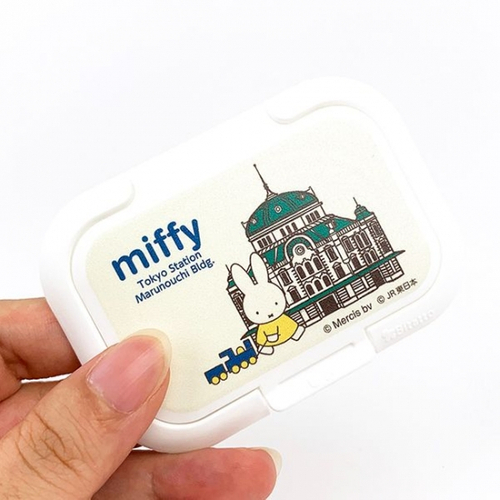 miffy
Tokyo Station
Marunouchi Bldg.
© Mercis bv © JR東日本